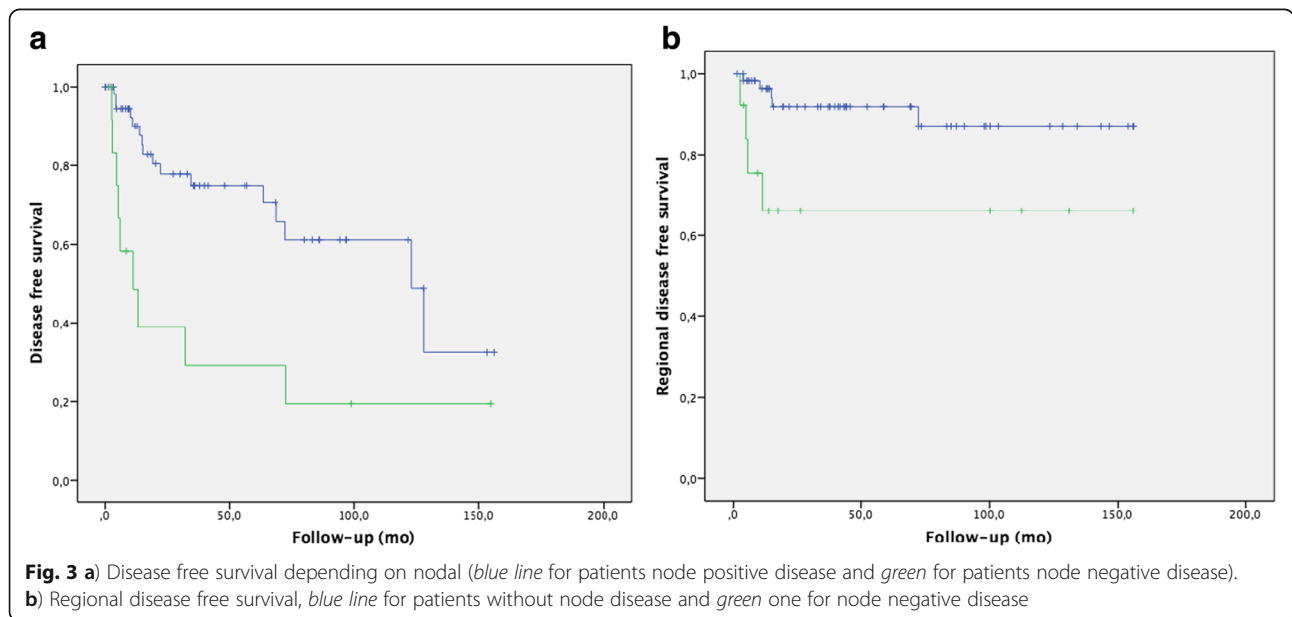 a
b
1,0
0,8
0,6
0,4
0,2
0,0
Disease free survival
,0
50,0
100,0
150,0
200,0
Follow-up (mo)
1,0
0,8
0,6
0,4
0,2
0,0
Regional disease free survival
,0
50,0
100,0
150,0
200,0
Follow-up (mo)
Fig. 3 a) Disease free survival depending on nodal (blue line for patients node positive disease and green for patients node negative disease).
b) Regional disease free survival, blue line for patients without node disease and green one for node negative disease